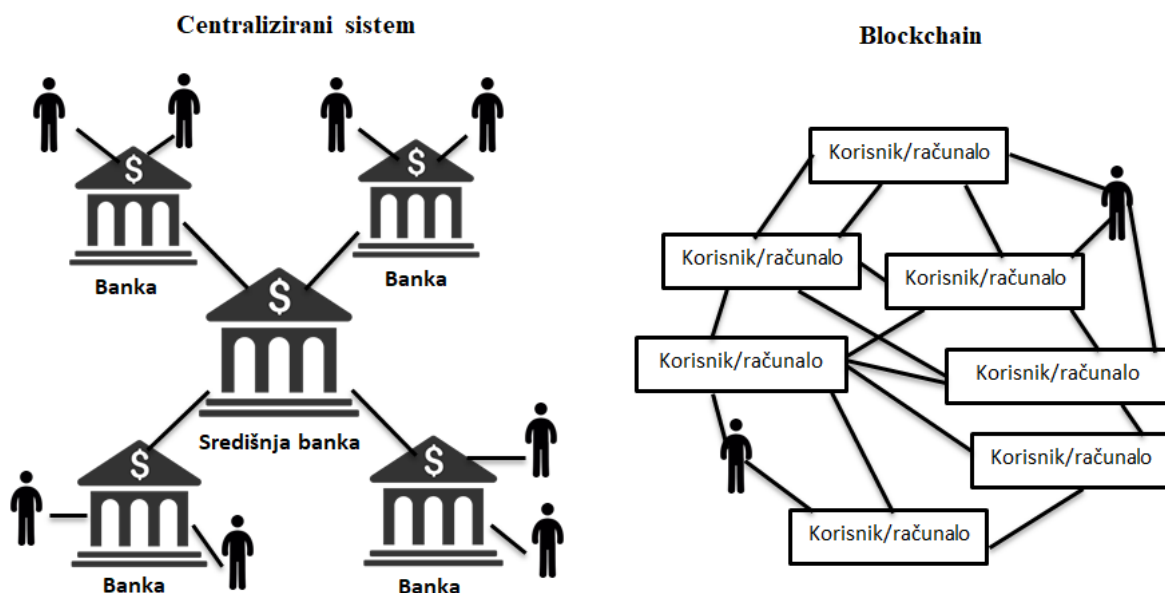 Centralizirani sistem
$
$
Banka
Banka
$
Središnja banka
$
$
Banka
Banka
Blockchain
Korisnik/računalo
Korisnik/računalo
Korisnik/računalo
Korisnik/računalo
Korisnik/računalo
Korisnik/računalo
Korisnik/računalo